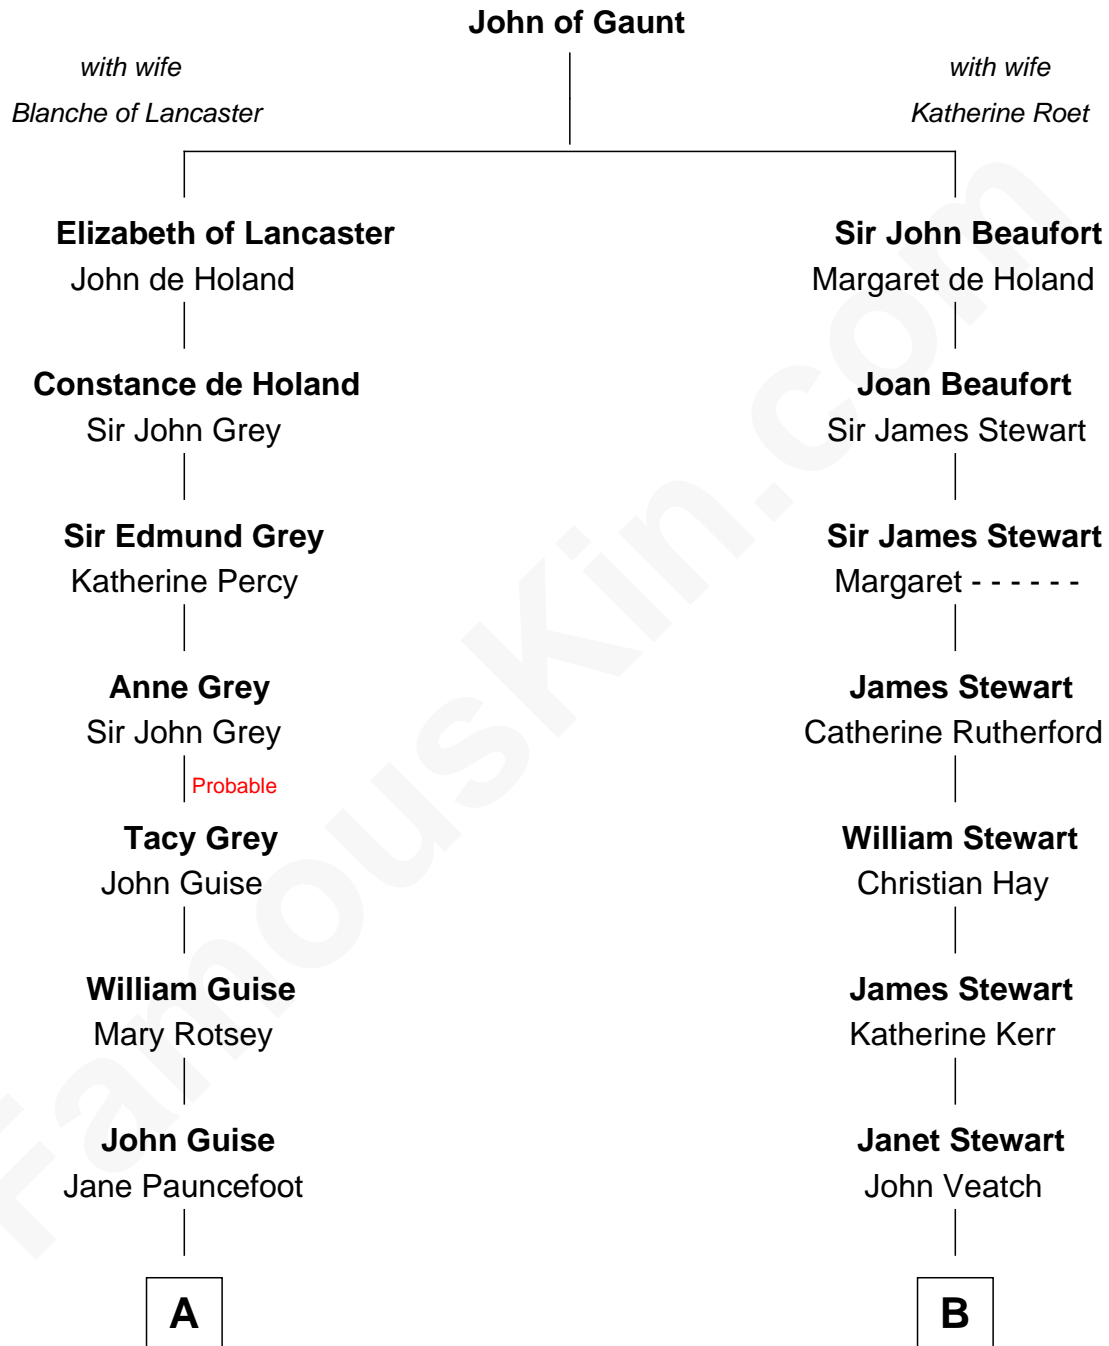 John of Gaunt
with wife
Blanche of Lancaster
with wife
Katherine Roet
Elizabeth of Lancaster
John de Holand
Sir John Beaufort
Margaret de Holand
Constance de Holand
Sir John Grey
Joan Beaufort
Sir James Stewart
Sir Edmund Grey
Katherine Percy
Sir James Stewart
Margaret - - - - - -
Anne Grey
Sir John Grey
James Stewart
Catherine Rutherford
Probable
Tacy Grey
John Guise
William Stewart
Christian Hay
William Guise
Mary Rotsey
James Stewart
Katherine Kerr
John Guise
Jane Pauncefoot
Janet Stewart
John Veatch
A
B
FamousKin.com